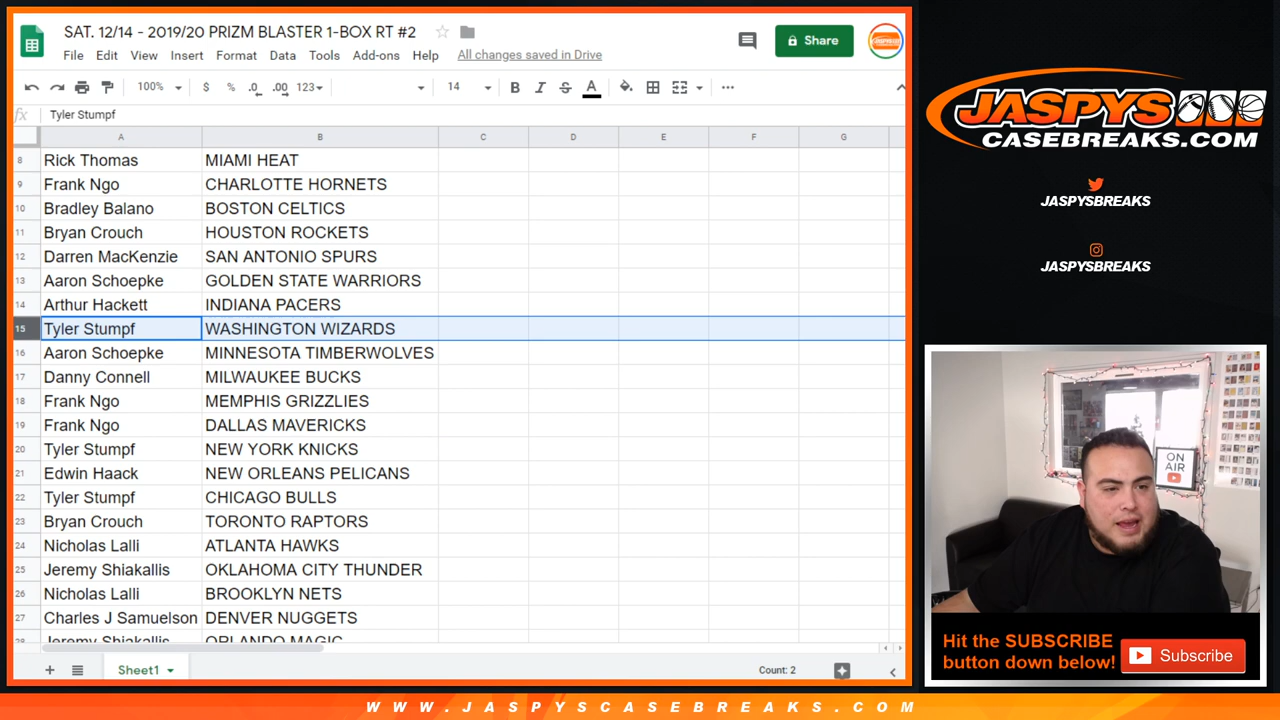 SAT. 12/14 - 2019/20 PRIZM BLASTER 1-BOX RT #2
File Edit View Insert Format Data Tools Add-ons Help All changes saved in Drive
Share
100% $ % .0 .00 123 14 B I S A
fx Tyler Stumpf
A B C D E F G
8 Rick Thomas MIAMI HEAT
9 Frank Ngo CHARLOTTE HORNETS
10 Bradley Balano BOSTON CELTICS
11 Bryan Crouch HOUSTON ROCKETS
12 Darren MacKenzie SAN ANTONIO SPURS
13 Aaron Schoepke GOLDEN STATE WARRIORS
14 Arthur Hackett INDIANA PACERS
15 Tyler Stumpf WASHINGTON WIZARDS
16 Aaron Schoepke MINNESOTA TIMBERWOLVES
17 Danny Connell MILWAUKEE BUCKS
18 Frank Ngo MEMPHIS GRIZZLIES
19 Frank Ngo DALLAS MAVERICKS
20 Tyler Stumpf NEW YORK KNICKS
21 Edwin Haack NEW ORLEANS PELICANS
22 Tyler Stumpf CHICAGO BULLS
23 Bryan Crouch TORONTO RAPTORS
24 Nicholas Lalli ATLANTA HAWKS
25 Jeremy Shiakallis OKLAHOMA CITY THUNDER
26 Nicholas Lalli BROOKLYN NETS
27 Charles J Samuelson DENVER NUGGETS
28 Jeremy Shiakallis ORLANDO MAGIC
Sheet1
Count: 2
JASPYS
CASEBREAKS.COM
JASPYSBREAKS
JASPYSBREAKS
ON
AIR
Hit the SUBSCRIBE
button down below!
Subscribe
WWW.JASPYSCASEBREAKS.COM